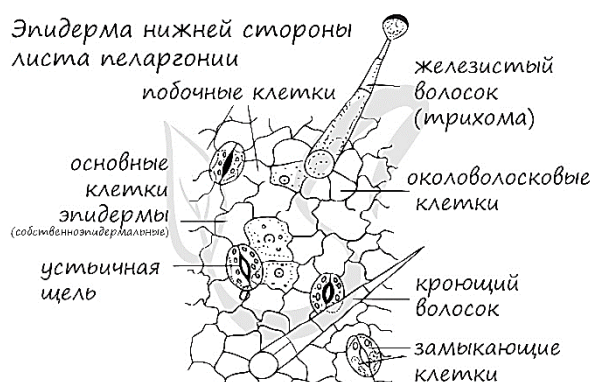 Эпидерма нижней стороны
листа пеларгонии
побочные клетки
железистый
волосок
(трихома)
основные
клетки
эпидермы
(собственноэпидермальные)
околоволосковые
клетки
устьичная
щель
кроющий
волосок
замыкающие
клетки